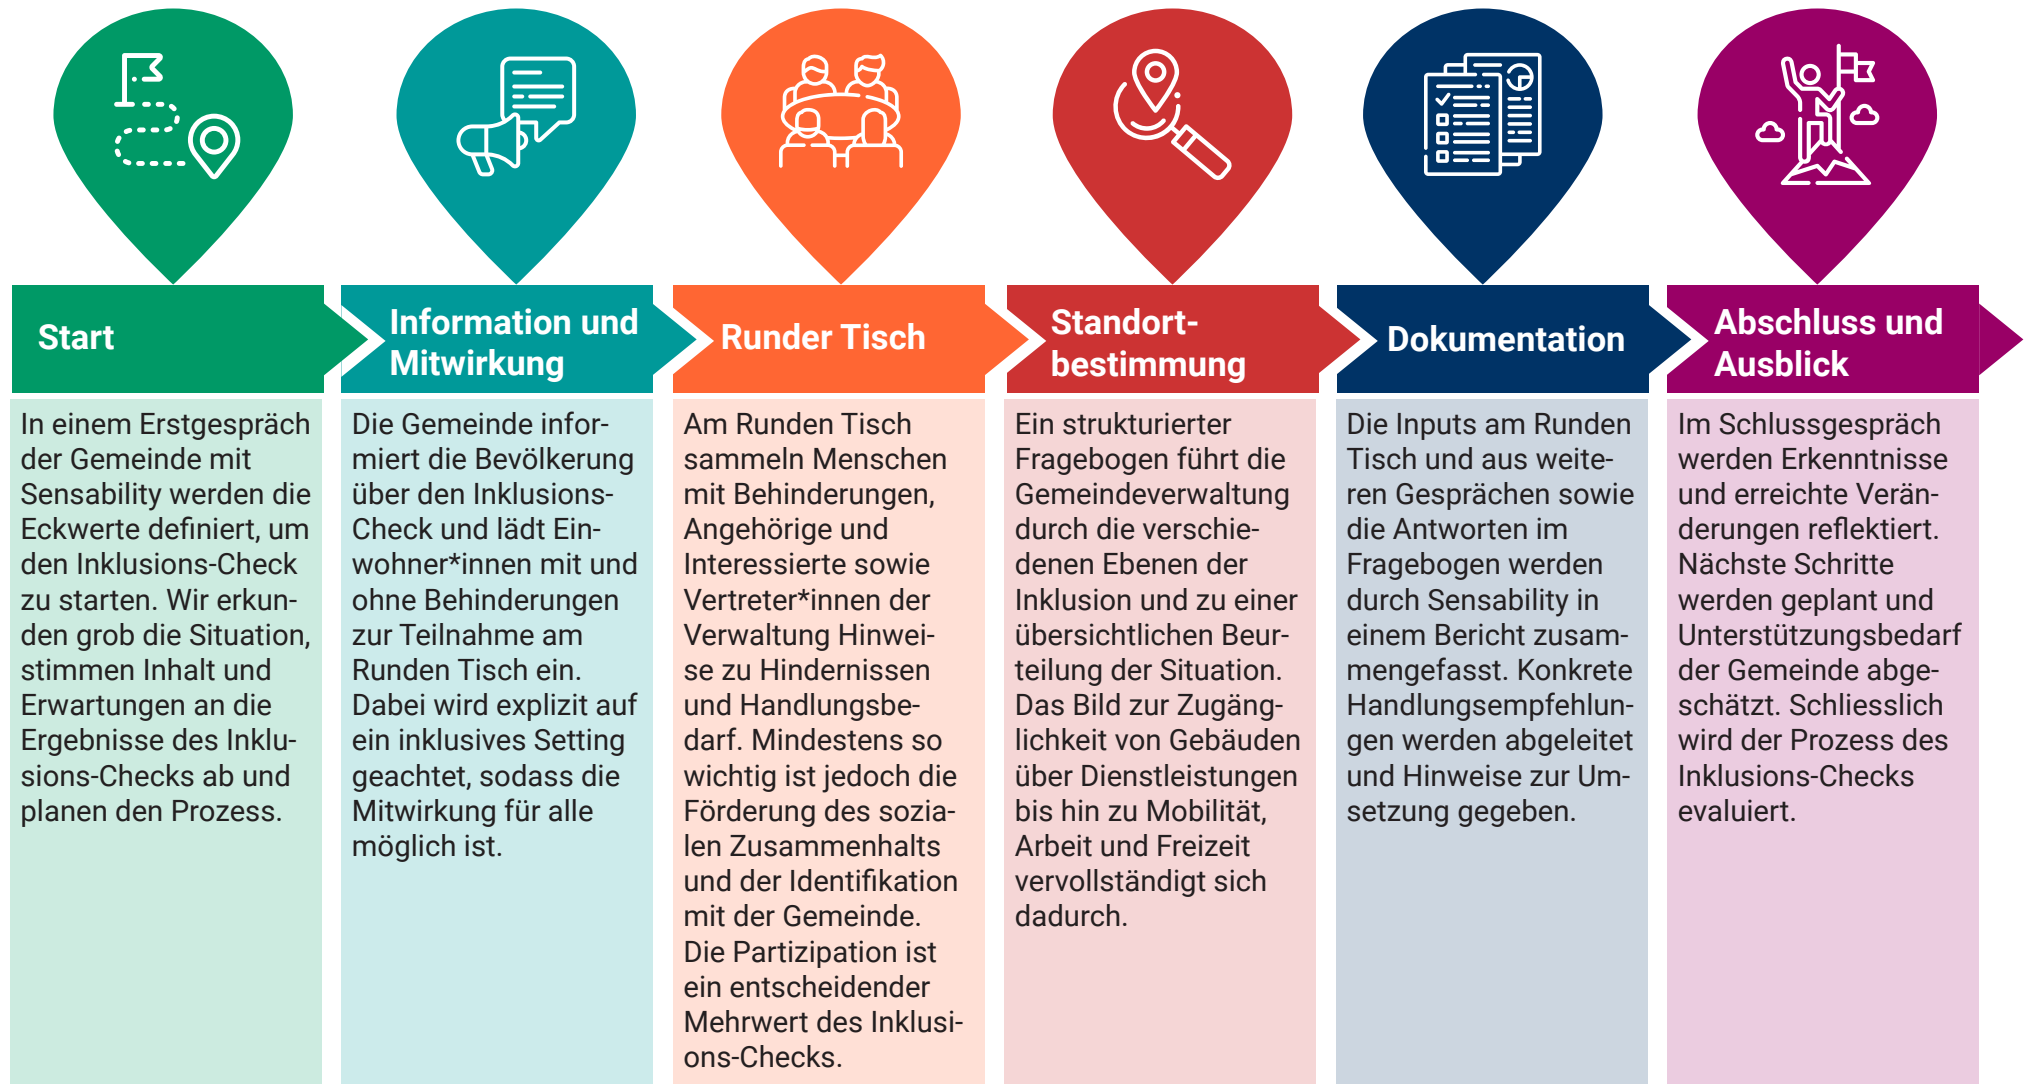 Start
In einem Erstgespräch
der Gemeinde mit
Sensability werden die
Eckwerte definiert, um
den Inklusions-Check
zu starten. Wir erkun-
den grob die Situation,
stimmen Inhalt und
Erwartungen an die
Ergebnisse des Inklu-
sions-Checks ab und
planen den Prozess.
Information und
Mitwirkung
Die Gemeinde infor-
miert die Bevölkerung
über den Inklusions-
Check und lädt Ein-
wohner*innen mit und
ohne Behinderungen
zur Teilnahme am
Runden Tisch ein.
Dabei wird explizit auf
ein inklusives Setting
geachtet, sodass die
Mitwirkung für alle
möglich ist.
Runder Tisch
Am Runden Tisch
sammeln Menschen
mit Behinderungen,
Angehörige und
Interessierte sowie
Vertreter*innen der
Verwaltung Hinwei-
se zu Hindernissen
und Handlungsbe-
darf. Mindestens so
wichtig ist jedoch die
Förderung des sozia-
len Zusammenhalts
und der Identifikation
mit der Gemeinde.
Die Partizipation ist
ein entscheidender
Mehrwert des Inklusi-
ons-Checks.
Standort-
bestimmung
Ein strukturierter
Fragebogen führt die
Gemeindeverwaltung
durch die verschie-
denen Ebenen der
Inklusion und zu einer
übersichtlichen Beur-
teilung der Situation.
Das Bild zur Zugäng-
lichkeit von Gebäuden
über Dienstleistungen
bis hin zu Mobilität,
Arbeit und Freizeit
vervollständigt sich
dadurch.
Dokumentation
Die Inputs am Runden
Tisch und aus weite-
ren Gesprächen sowie
die Antworten im
Fragebogen werden
durch Sensability in
einem Bericht zusam-
mengefasst. Konkrete
Handlungsempfehlun-
gen werden abgeleitet
und Hinweise zur Um-
setzung gegeben.
Abschluss und
Ausblick
Im Schlussgespräch
werden Erkenntnisse
und erreichte Verän-
derungen reflektiert.
Nächste Schritte
werden geplant und
Unterstützungsbedarf
der Gemeinde abge-
schätzt. Schliesslich
wird der Prozess des
Inklusions-Checks
evaluiert.